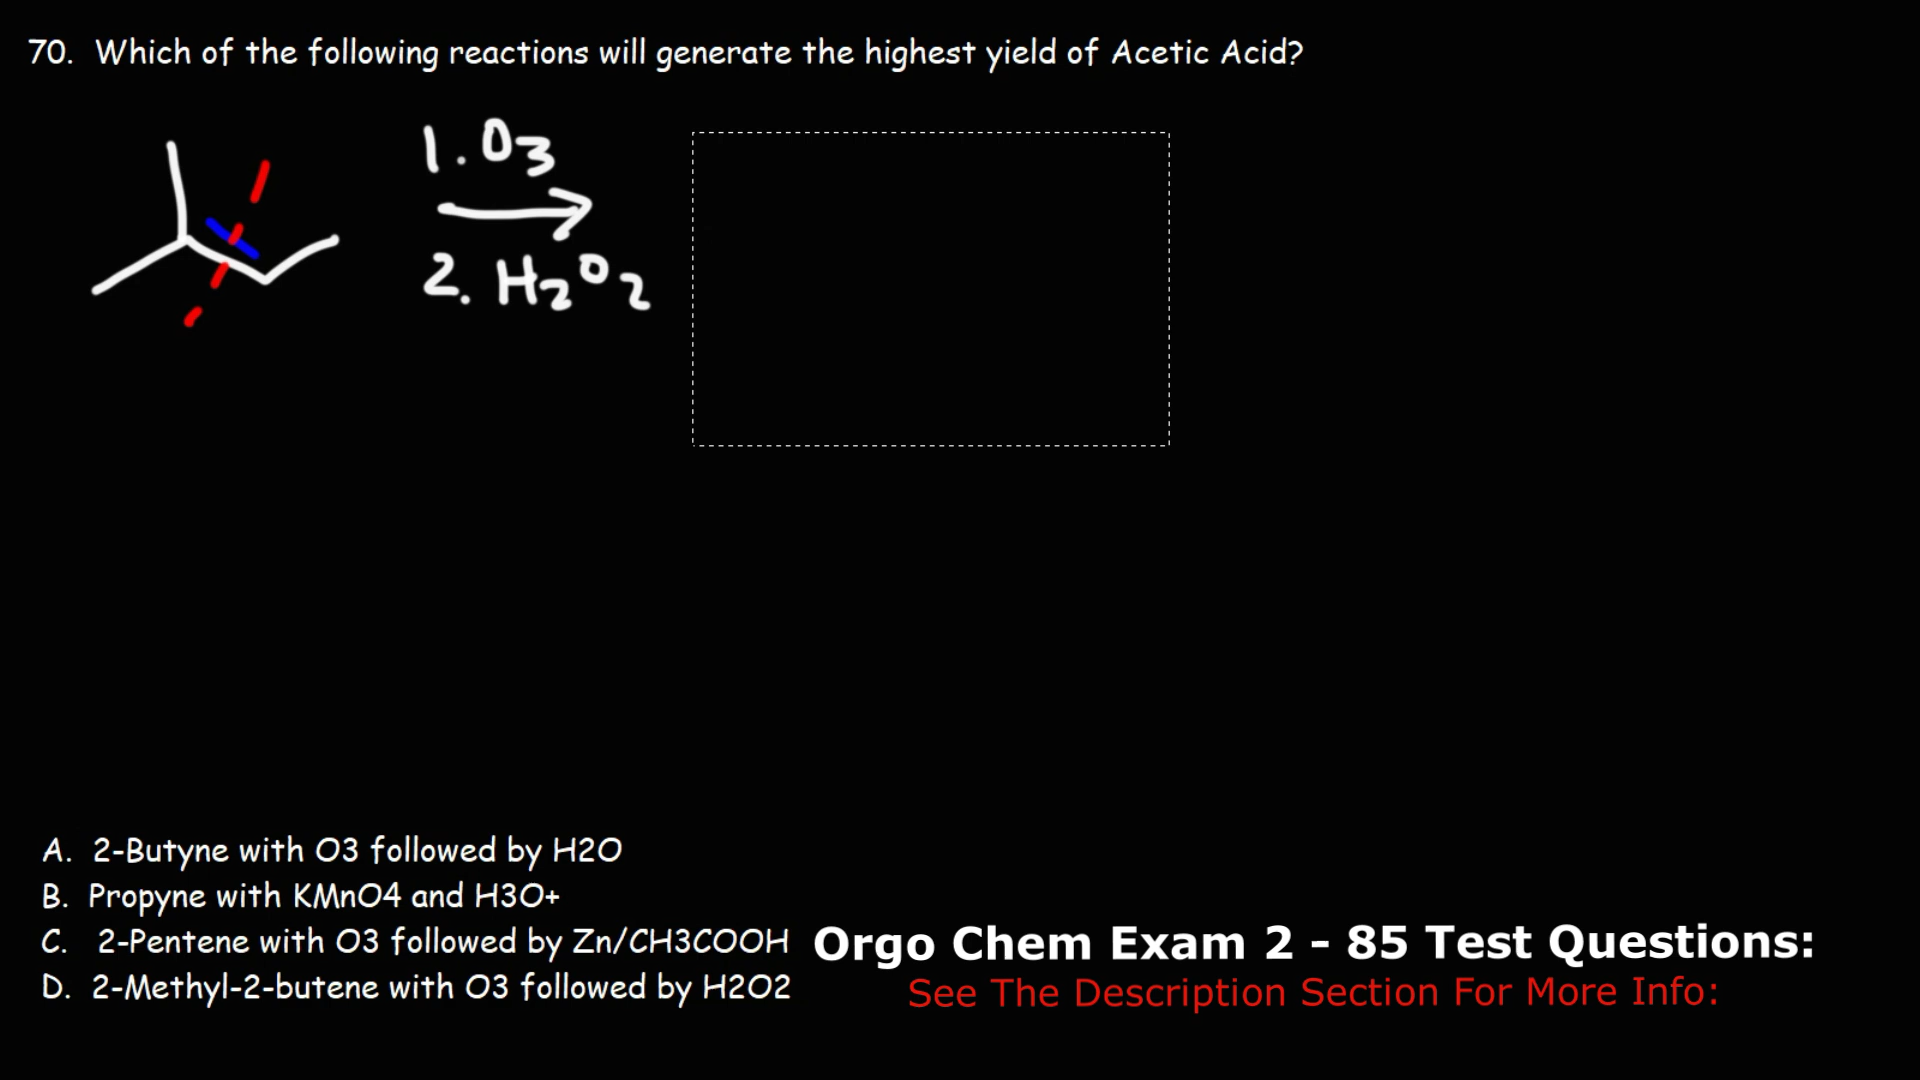 70. Which of the following reactions will generate the highest yield of Acetic Acid?
1. O3
2. H2O2
A. 2-Butyne with O3 followed by H2O
B. Propyne with KMnO4 and H3O+
C. 2-Pentene with O3 followed by Zn/CH3COOH
D. 2-Methyl-2-butene with O3 followed by H2O2
Orgo Chem Exam 2 - 85 Test Questions:
See The Description Section For More Info: